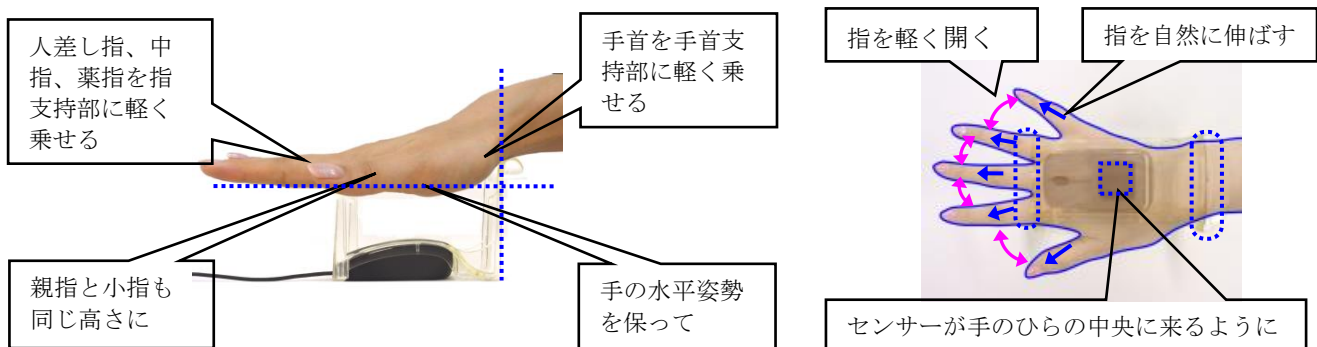 人差し指、中
指、薬指を指
支持部に軽く
乗せる
手首を手首支
持部に軽く乗
せる
親指と小指も
同じ高さに
手の水平姿勢
を保って
指を軽く開く
指を自然に伸ばす
センサーが手のひらの中央に来るように